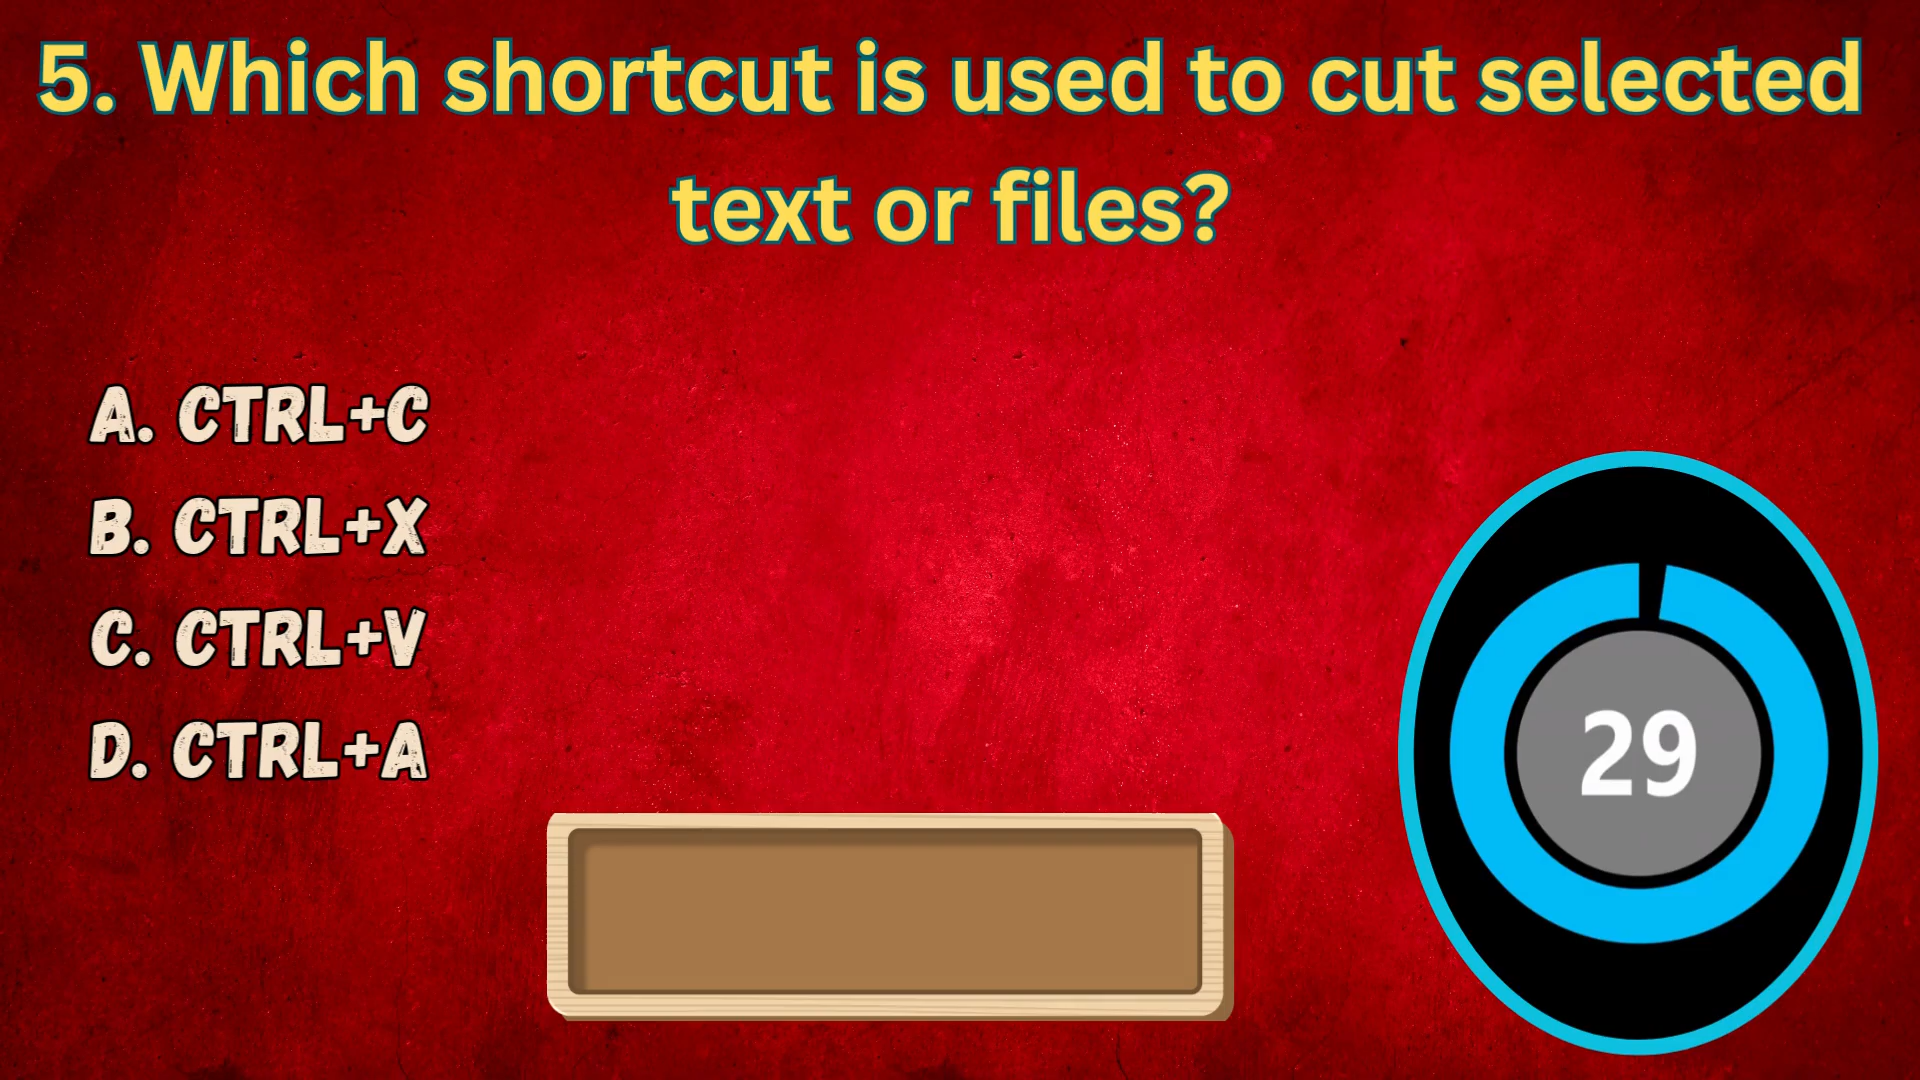 5. Which shortcut is used to cut selected
text or files?
A. CTRL+C
B. CTRL+X
C. CTRL+V
D. CTRL+A
29